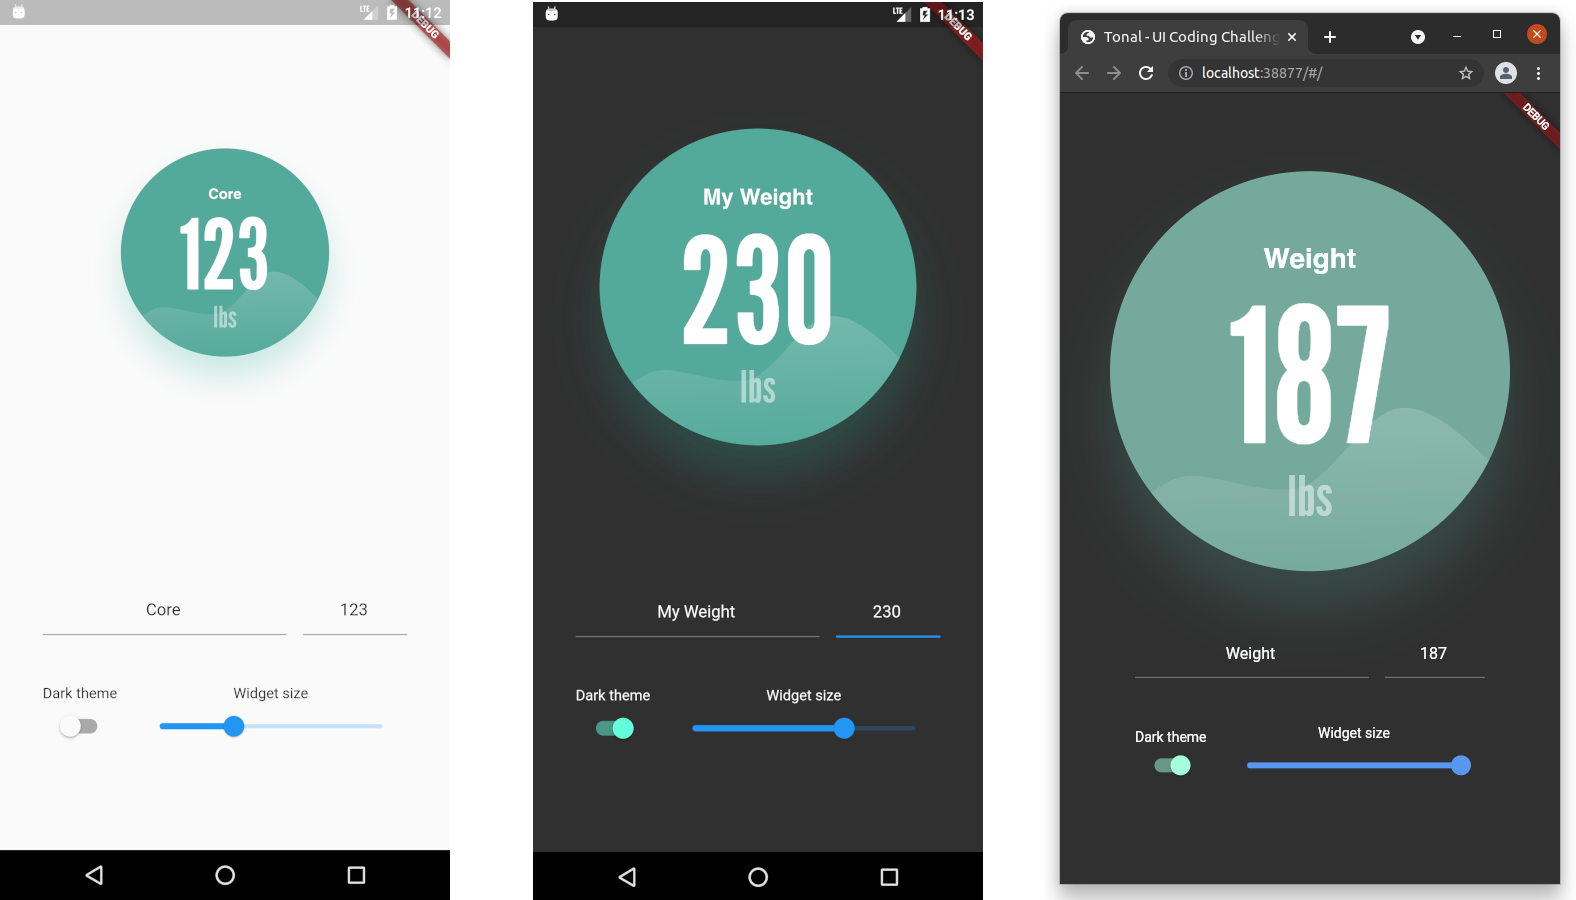 LTE 11:12
DEBUG
Core
123
lbs
Core 123
Dark theme Widget size
LTE 11:13
DEBUG
My Weight
230
lbs
My Weight 230
Dark theme Widget size
Tonal - UI Coding Challeng
localhost:38877/#/
DEBUG
Weight
187
lbs
Weight 187
Dark theme Widget size